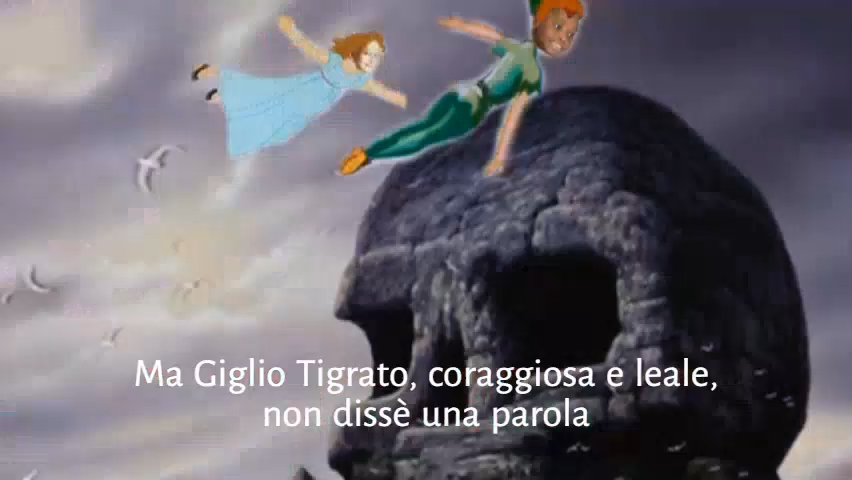 Ma Giglio Tigrato, coraggiosa e leale,
non dissè una parola